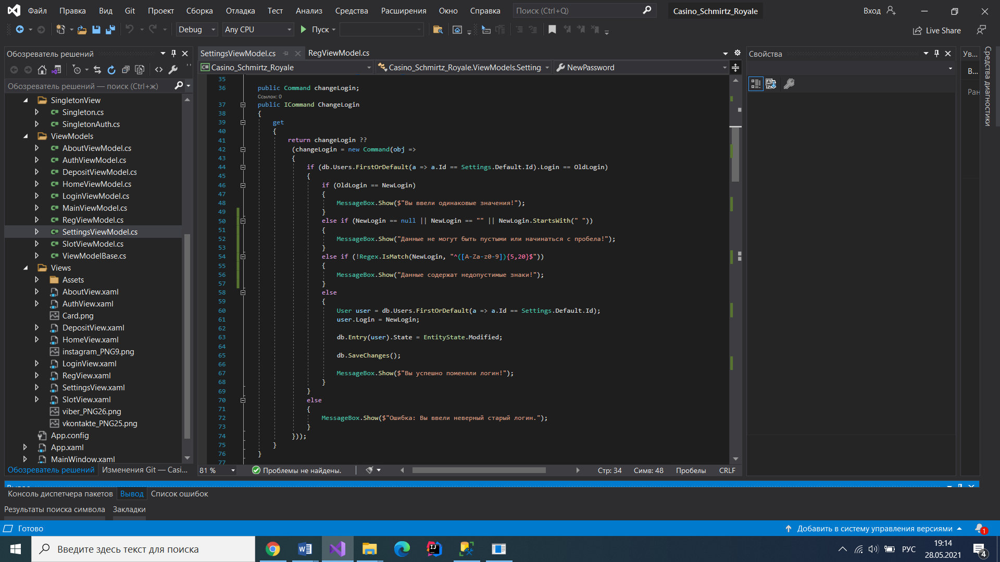 Файл Правка Вид Git Проект Сборка Отладка Тест Анализ Средства Расширения Окно Справка Поиск (Ctrl+Q) Casino_Schmirtz_Royale Вход
Debug Any CPU Пуск Live Share
Обозреватель решений
Обозреватель решений — поиск (Ctrl+ж)
SingletonView
Singleton.cs
SingletonAuth.cs
ViewModels
AboutViewModel.cs
AuthViewModel.cs
DepositViewModel.cs
HomeViewModel.cs
LoginViewModel.cs
MainViewModel.cs
RegViewModel.cs
SettingsViewModel.cs
SlotViewModel.cs
ViewModelBase.cs
Views
Assets
AboutView.xaml
AuthView.xaml
Card.png
DepositView.xaml
HomeView.xaml
instagram_PNG9.png
LoginView.xaml
RegView.xaml
SettingsView.xaml
SlotView.xaml
viber_PNG26.png
vkontakte_PNG25.png
App.config
App.xaml
MainWindow.xaml
Обозреватель решений Изменения Git — Casi...
SettingsViewModel.cs RegViewModel.cs
C# Casino_Schmirtz_Royale Casino_Schmirtz_Royale.ViewModels.Setting NewPassword
35
36 public Command changeLogin;
Ссылок: 0
37 public ICommand ChangeLogin
38 {
39 get
40 {
41 return changeLogin ??
42 (changeLogin = new Command(obj =>
43 {
44 if (db.Users.FirstOrDefault(a => a.Id == Settings.Default.Id).Login == OldLogin)
45 {
46 if (OldLogin == NewLogin)
47 {
48 MessageBox.Show($"Вы ввели одинаковые значения!");
49 }
50 else if (NewLogin == null || NewLogin == "" || NewLogin.StartsWith(" "))
51 {
52 MessageBox.Show("Данные не могут быть пустыми или начинаться с пробела!");
53 }
54 else if (!Regex.IsMatch(NewLogin, "^([A-Za-z0-9]){5,20}$"))
55 {
56 MessageBox.Show("Данные содержат недопустимые знаки!");
57 }
58 else
59 {
60 User user = db.Users.FirstOrDefault(a => a.Id == Settings.Default.Id);
61 user.Login = NewLogin;
62
63 db.Entry(user).State = EntityState.Modified;
64
65 db.SaveChanges();
66
67 MessageBox.Show($"Вы успешно поменяли логин!");
68 }
69 }
70 else
71 {
72 MessageBox.Show($"Ошибка: Вы ввели неверный старый логин.");
73 }
74 }));
75 }
76 }
77
81 % Проблемы не найдены. Стр: 34 Симв: 48 Пробелы CRLF
Свойства
Ув...
В...
Ран
Средства диагностики
Консоль диспетчера пакетов Вывод Список ошибок
Результаты поиска символа Закладки
Готово Добавить в систему управления версиями 1
Введите здесь текст для поиска РУС 19:14
28.05.2021 4